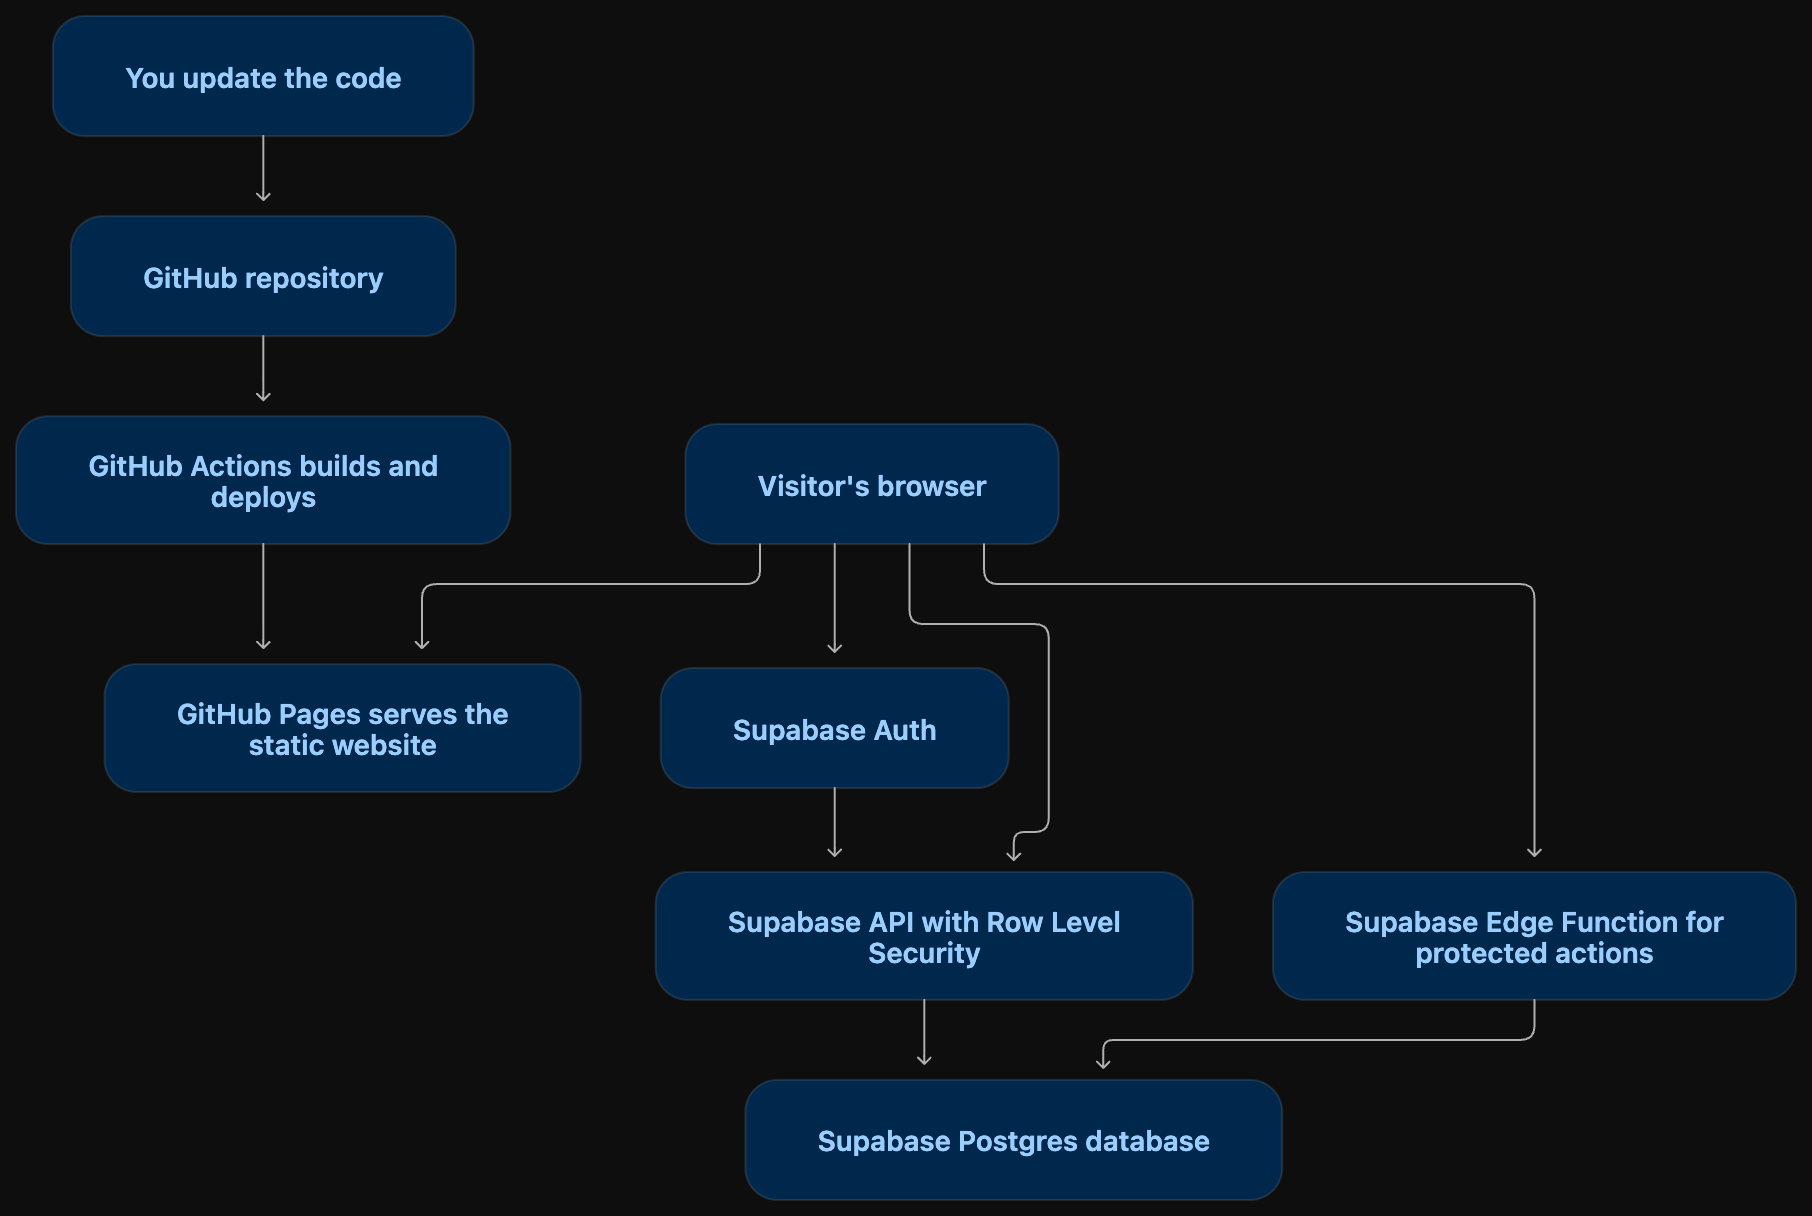 You update the code
GitHub repository
GitHub Actions builds and
deploys
Visitor's browser
GitHub Pages serves the
static website
Supabase Auth
Supabase API with Row Level
Security
Supabase Edge Function for
protected actions
Supabase Postgres database